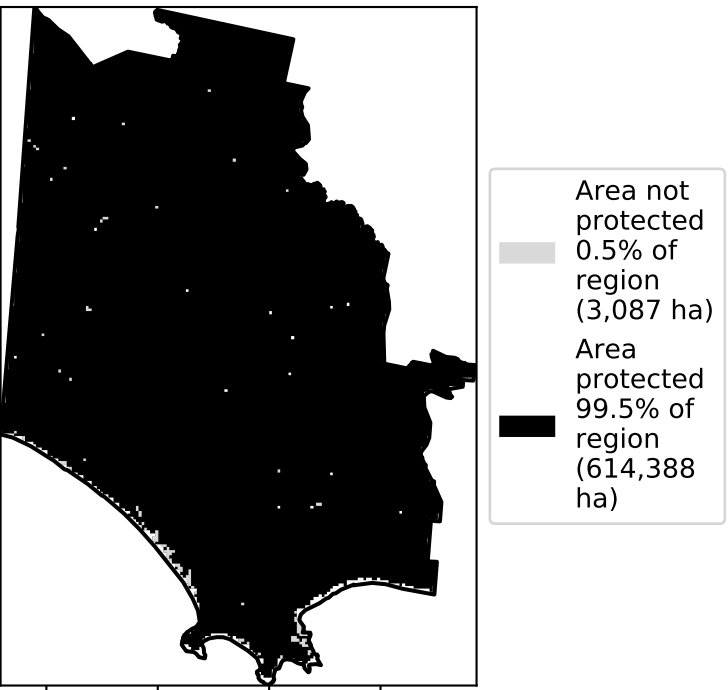 Area not
protected
0.5% of
region
(3,087 ha)
Area
protected
99.5% of
region
(614,388
ha)